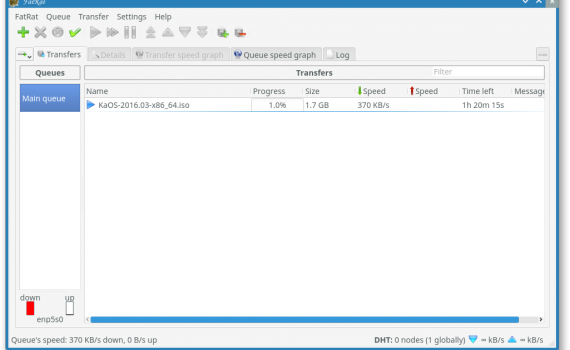 FatRat
FatRat Queue Transfer Settings Help
Transfers Details Transfer speed graph Queue speed graph Log
Queues Transfers Filter
Main queue
Name Progress Size Speed Speed Time left Message
KaOS-2016.03-x86_64.iso 1.0% 1.7 GB 370 KB/s 1h 20m 15s
down up
enp5s0
Queue's speed: 370 KB/s down, 0 B/s up DHT: 0 nodes (1 globally) ∞ kB/s ∞ kB/s